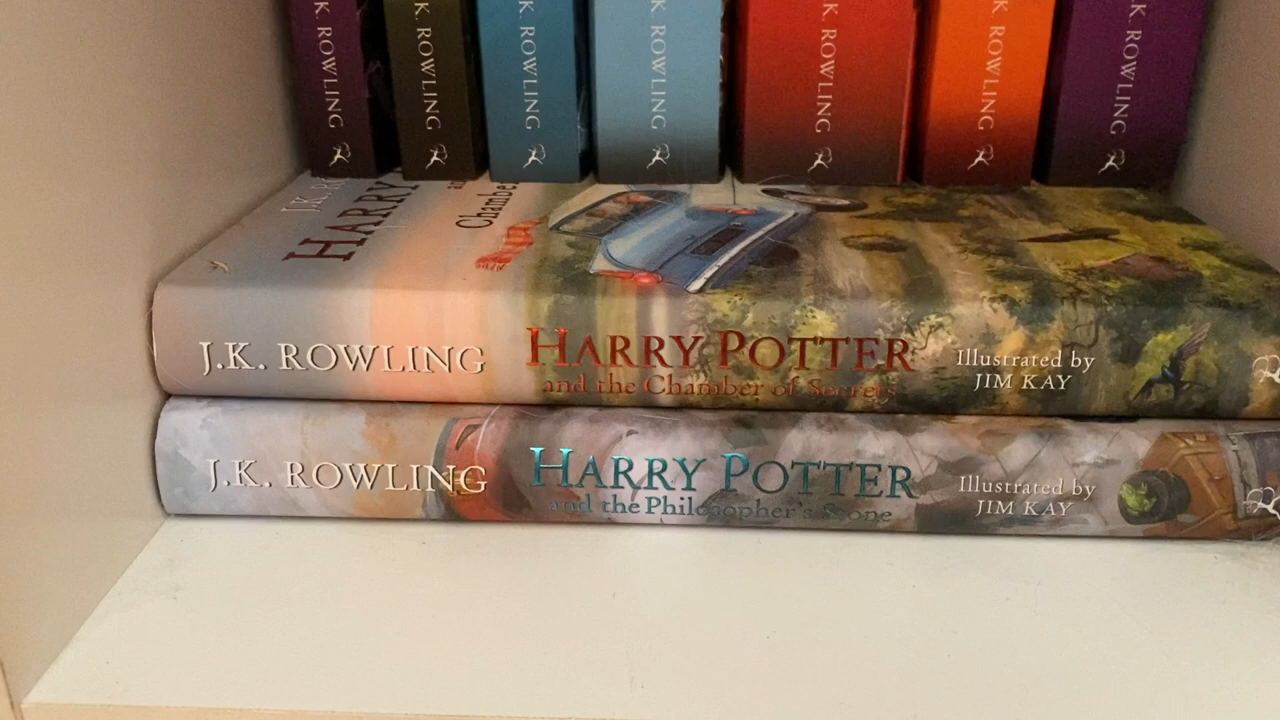 K. ROWLING
K. ROWLING
K. ROWLING
K. ROWLING
K. ROWLING
K. ROWLING
K. ROWLING
HARRY
Chamber
J.K. ROWLING
HARRY POTTER
and the Chamber of Secrets
Illustrated by
JIM KAY
J.K. ROWLING
HARRY POTTER
and the Philosopher's Stone
Illustrated by
JIM KAY